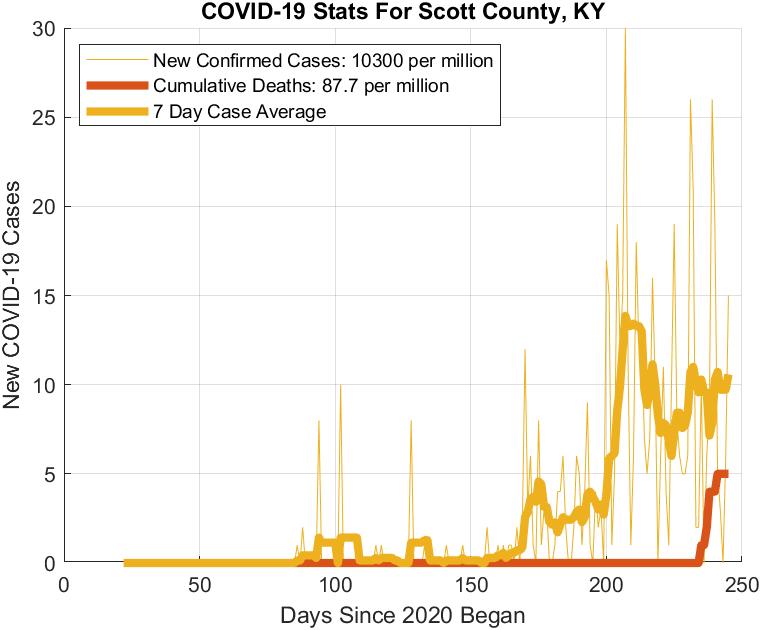 COVID-19 Stats For Scott County, KY
New Confirmed Cases: 10300 per million
Cumulative Deaths: 87.7 per million
7 Day Case Average
New COVID-19 Cases
30
25
20
15
10
5
0
0 50 100 150 200 250
Days Since 2020 Began